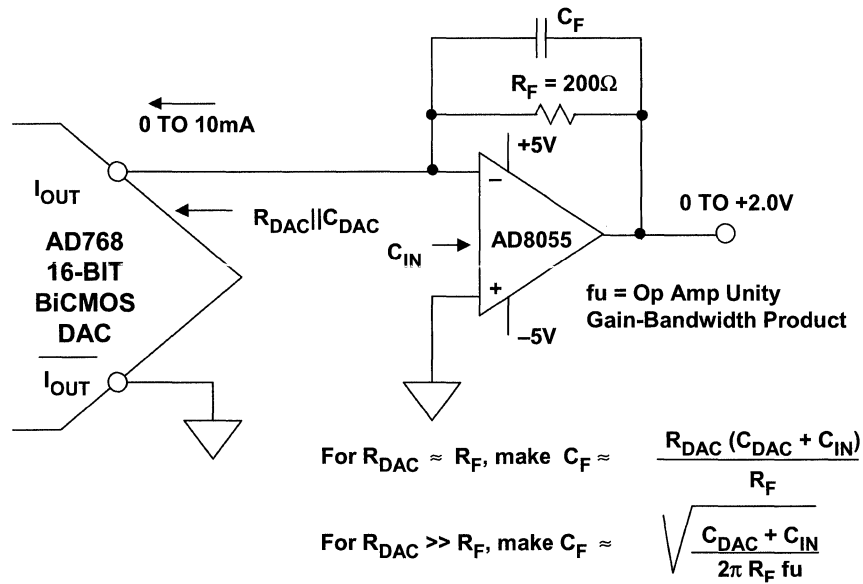 C_F
R_F = 200Ω
0 TO 10mA
+5V
–
I_OUT
R_DAC||C_DAC
0 TO +2.0V
AD768
16-BIT
BiCMOS
DAC
C_IN
AD8055
+
–5V
fu = Op Amp Unity
Gain-Bandwidth Product
I̅_OUT
For R_DAC ≈ R_F, make C_F ≈ R_DAC (C_DAC + C_IN) / R_F
For R_DAC >> R_F, make C_F ≈ √((C_DAC + C_IN) / (2π R_F fu))